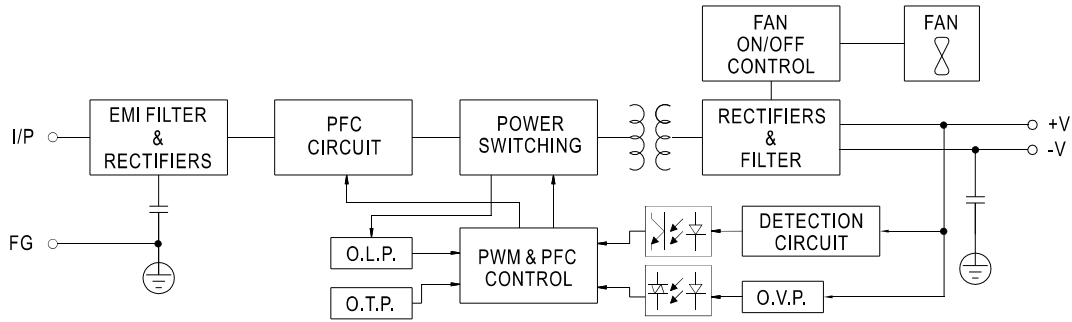 FAN
ON/OFF
CONTROL
FAN
I/P
EMI FILTER
&
RECTIFIERS
PFC
CIRCUIT
POWER
SWITCHING
RECTIFIERS
&
FILTER
+V
-V
FG
O.L.P.
O.T.P.
PWM & PFC
CONTROL
DETECTION
CIRCUIT
O.V.P.